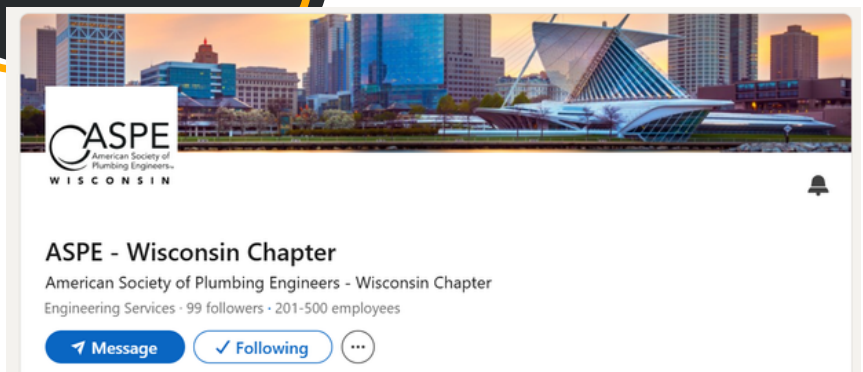 ASPE
American Society of
Plumbing Engineers
WISCONSIN
ASPE - Wisconsin Chapter
American Society of Plumbing Engineers - Wisconsin Chapter
Engineering Services · 99 followers · 201-500 employees
Message
Following